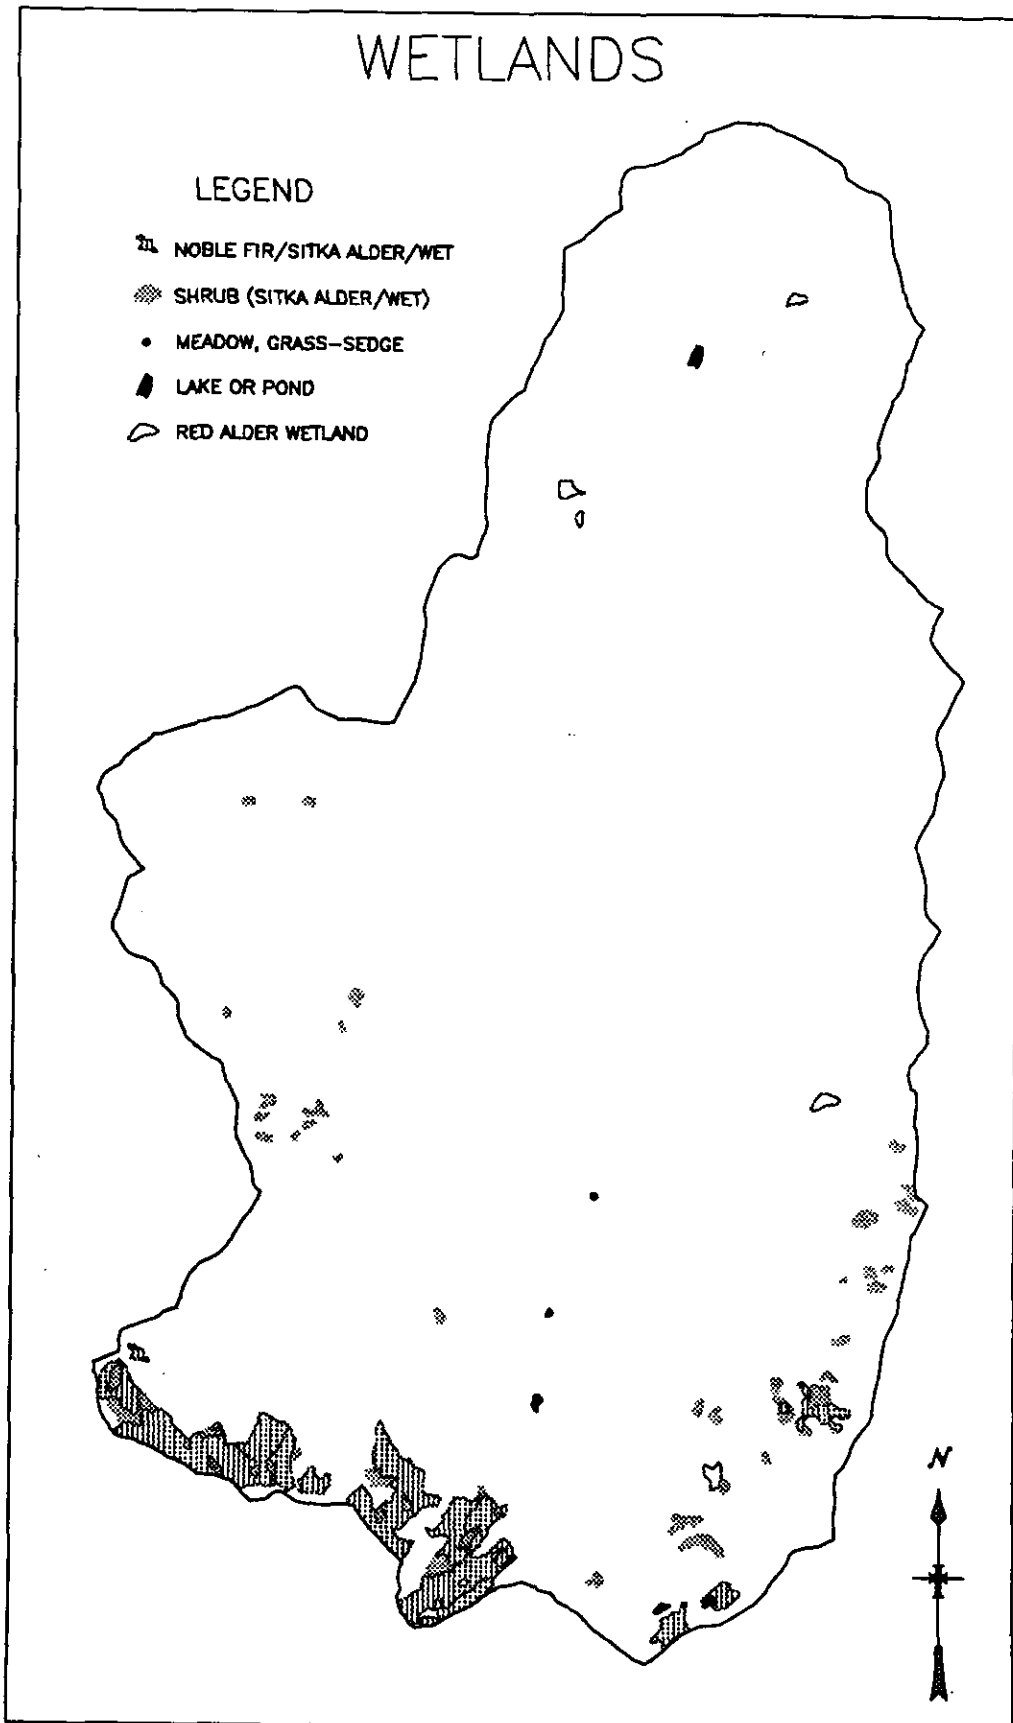 WETLANDS
LEGEND
NOBLE FIR/SITKA ALDER/WET
SHRUB (SITKA ALDER/WET)
MEADOW, GRASS-SEDGE
LAKE OR POND
RED ALDER WETLAND
N